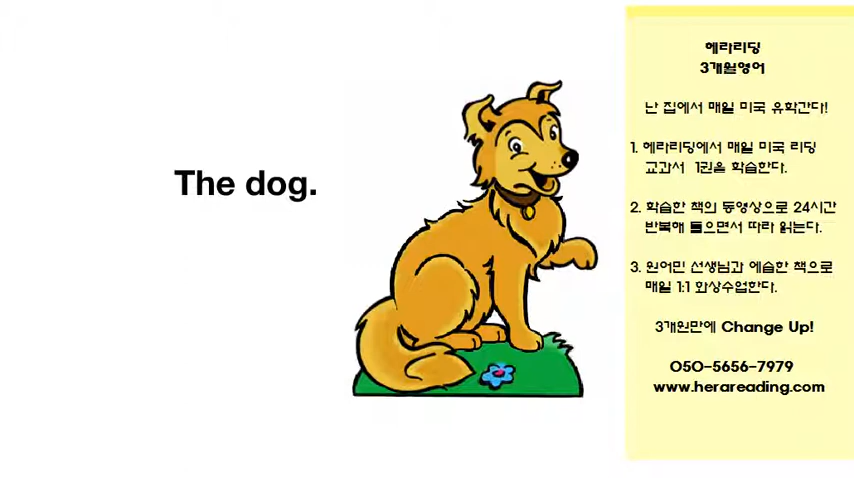 The dog.
헤라리딩
3개월영어
난 집에서 매일 미국 유학간다!
1. 헤라리딩에서 매일 미국 리딩
교과서 1권을 학습한다.
2. 학습한 책의 동영상으로 24시간
반복해 들으면서 따라 읽는다.
3. 원어민 선생님과 예습한 책으로
매일 1:1 화상수업한다.
3개월만에 Change Up!
050-5656-7979
www.herareading.com